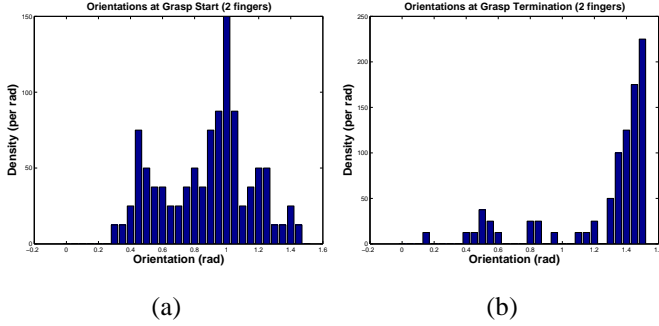 Orientations at Grasp Start (2 fingers)
150
100
50
0
Density (per rad)
-0.2 0 0.2 0.4 0.6 0.8 1 1.2 1.4 1.6
Orientation (rad)
(a)
Orientations at Grasp Termination (2 fingers)
250
200
150
100
50
0
Density (per rad)
-0.2 0 0.2 0.4 0.6 0.8 1 1.2 1.4 1.6
Orientation (rad)
(b)